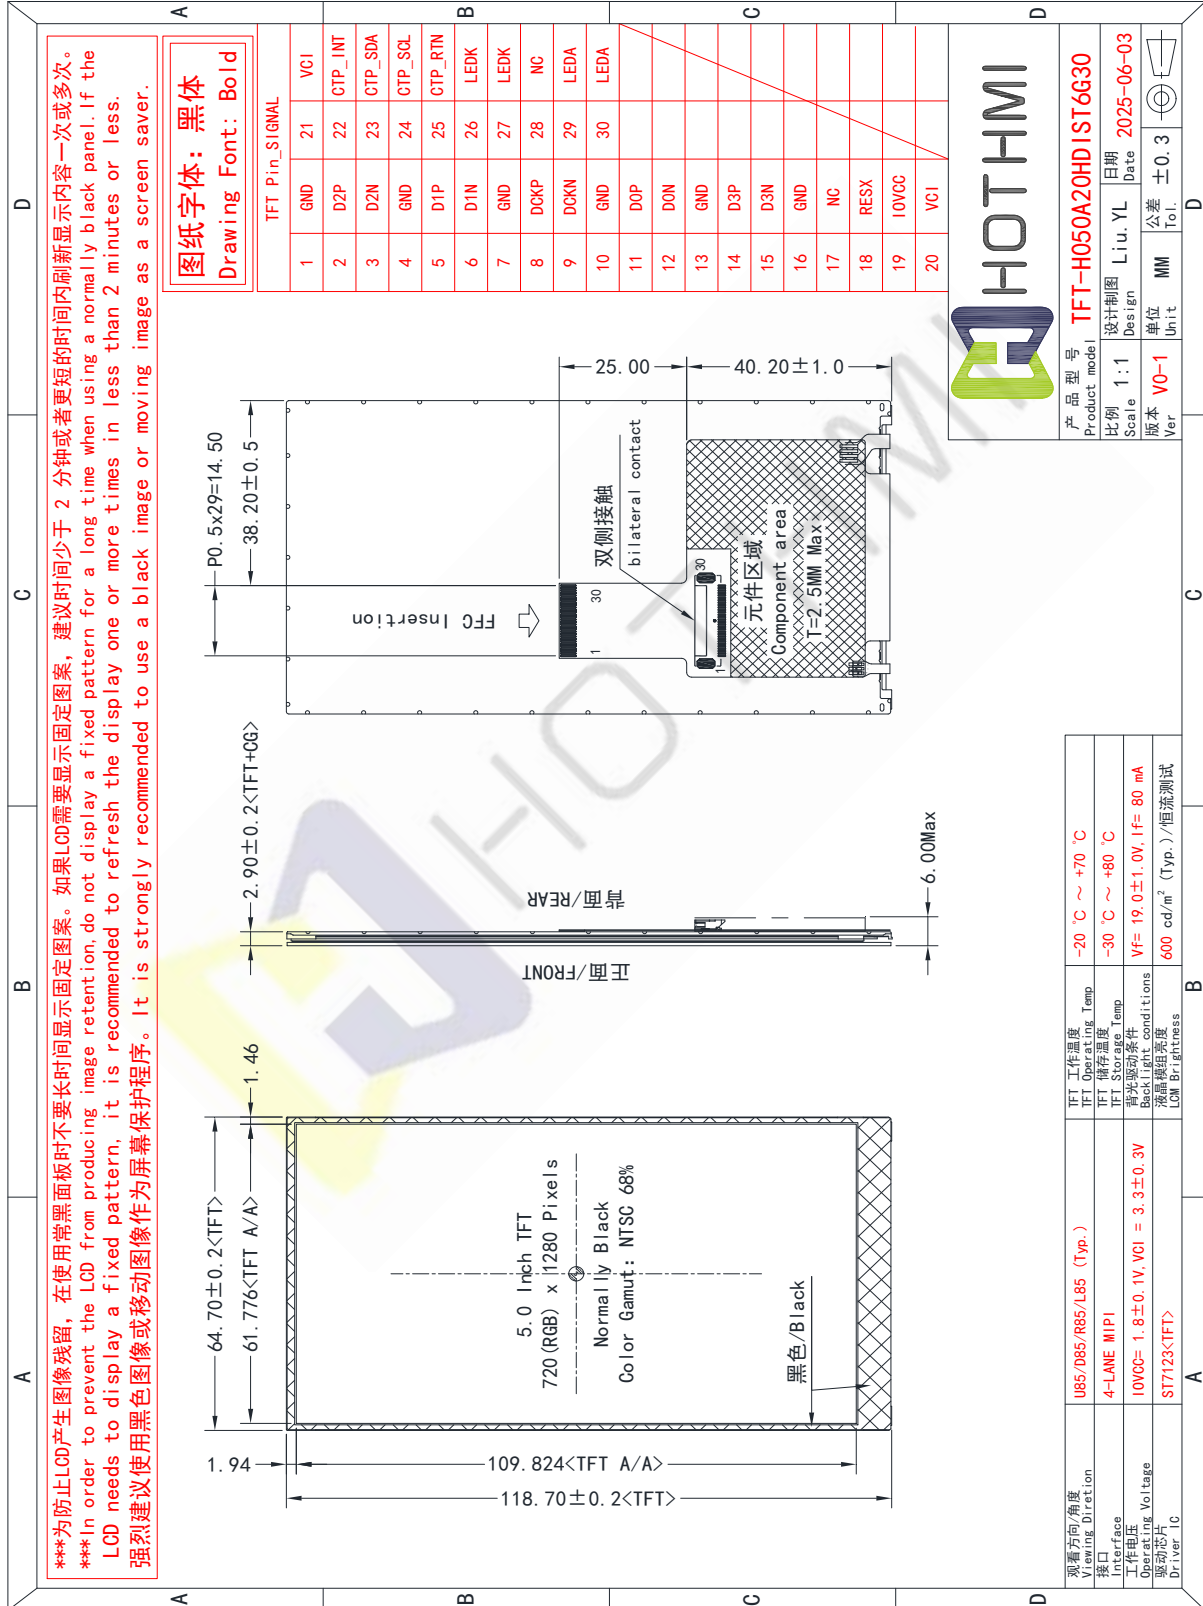 ***为防止LCD产生图像残留，在使用常黑面板时不要长时间显示固定图案。如果LCD需要显示固定图案，建议时间少于 2 分钟或者更短的时间内刷新显示内容一次或多次。
***In order to prevent the LCD from producing image retention,do not display a fixed pattern for a long time when using a normally black panel.If the
LCD needs to display a fixed pattern, it is recommended to refresh the display one or more times in less than 2 minutes or less.
强烈建议使用黑色图像或移动图像作为屏幕保护程序。It is strongly recommended to use a black image or moving image as a screen saver.
图纸字体: 黑体
Drawing Font: Bold
TFT Pin_SIGNAL
1 GND 21 VCI
2 D2P 22 CTP_INT
3 D2N 23 CTP_SDA
4 GND 24 CTP_SCL
5 D1P 25 CTP_RTN
6 D1N 26 LEDK
7 GND 27 LEDK
8 DCKP 28 NC
9 DCKN 29 LEDA
10 GND 30 LEDA
11 D0P
12 D0N
13 GND
14 D3P
15 D3N
16 GND
17 NC
18 RESX
19 IOVCC
20 VCI
64.70±0.2<TFT>
61.776<TFT A/A>
1.46
1.94
109.824<TFT A/A>
118.70±0.2<TFT>
5.0 Inch TFT
720(RGB) x 1280 Pixels
Normally Black
Color Gamut: NTSC 68%
黑色/Black
2.90±0.2<TFT+CG>
正面/FRONT
背面/REAR
6.00Max
P0.5x29=14.50
38.20±0.5
25.00
40.20±1.0
FFC Insertion
1 30
双侧接触
bilateral contact
1 30
元件区域
Component area
T=2.5MM Max
HOTHMI
观看方向/角度
Viewing Diretion
U85/D85/R85/L85 (Typ.)
接口
Interface
4-LANE MIPI
工作电压
Operating Voltage
IOVCC= 1.8±0.1V,VCI = 3.3±0.3V
驱动芯片
Driver IC
ST7123<TFT>
TFT 工作温度
TFT Operating Temp
-20 ℃ ~ +70 ℃
TFT 储存温度
TFT Storage Temp
-30 ℃ ~ +80 ℃
背光驱动条件
Backlight conditions
Vf= 19.0±1.0V,If= 80 mA
液晶模组亮度
LCM Brightness
600 cd/m² (Typ.)/恒流测试
HOTHMI
产 品 型 号
Product model
TFT-H050A20HDIST6G30
比例
Scale
1:1
设计制图
Design
Liu.YL
日期
Date
2025-06-03
版本
Ver
V0-1
单位
Unit
MM
公差
Tol.
±0.3
A B C D
A B C D
A B C D
A B C D